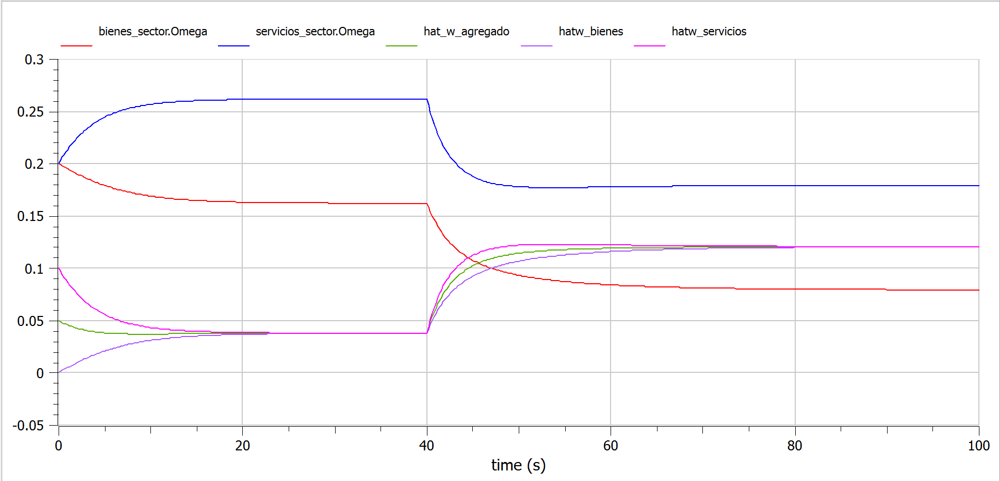 bienes_sector.Omega servicios_sector.Omega hat_w_agregado hatw_bienes hatw_servicios
0.3
0.25
0.2
0.15
0.1
0.05
0
-0.05
0 20 40 60 80 100
time (s)